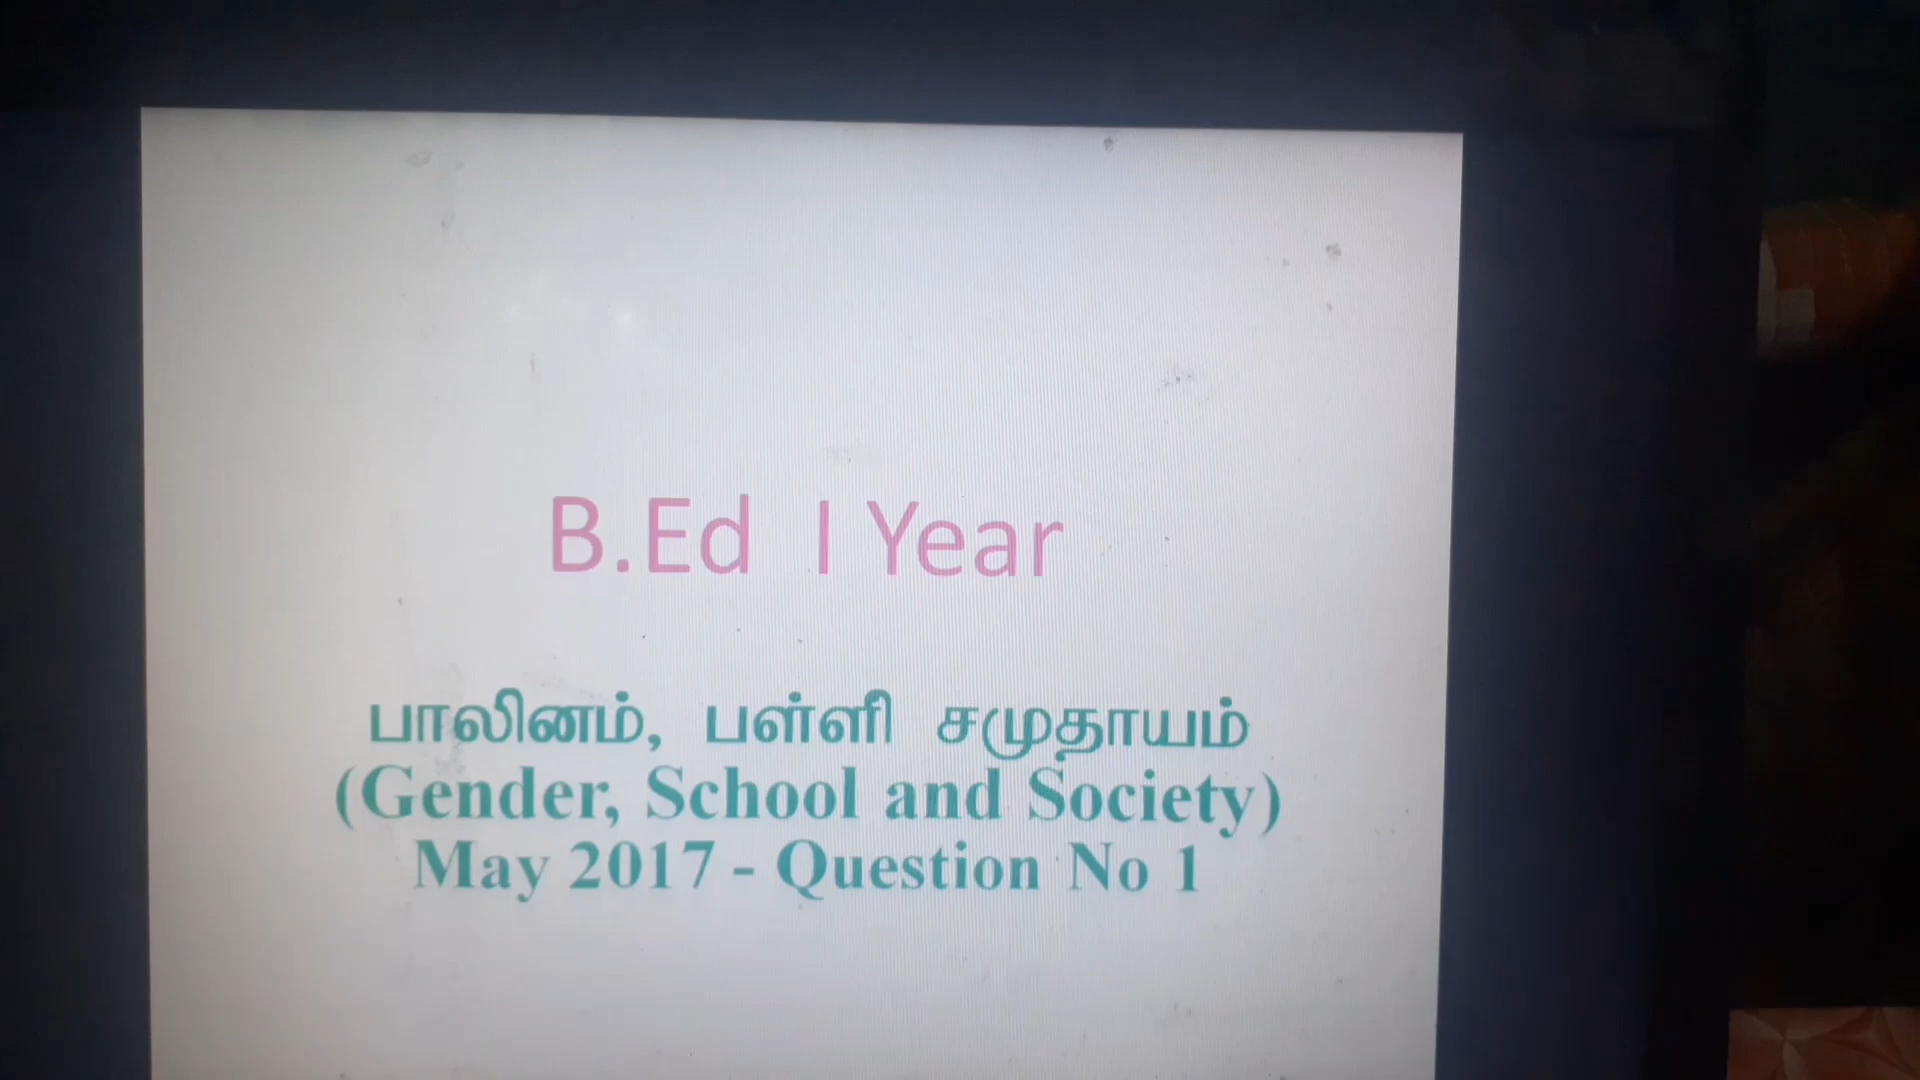 B.Ed I Year
பாலினம், பள்ளி சமுதாயம்
(Gender, School and Society)
May 2017 - Question No 1